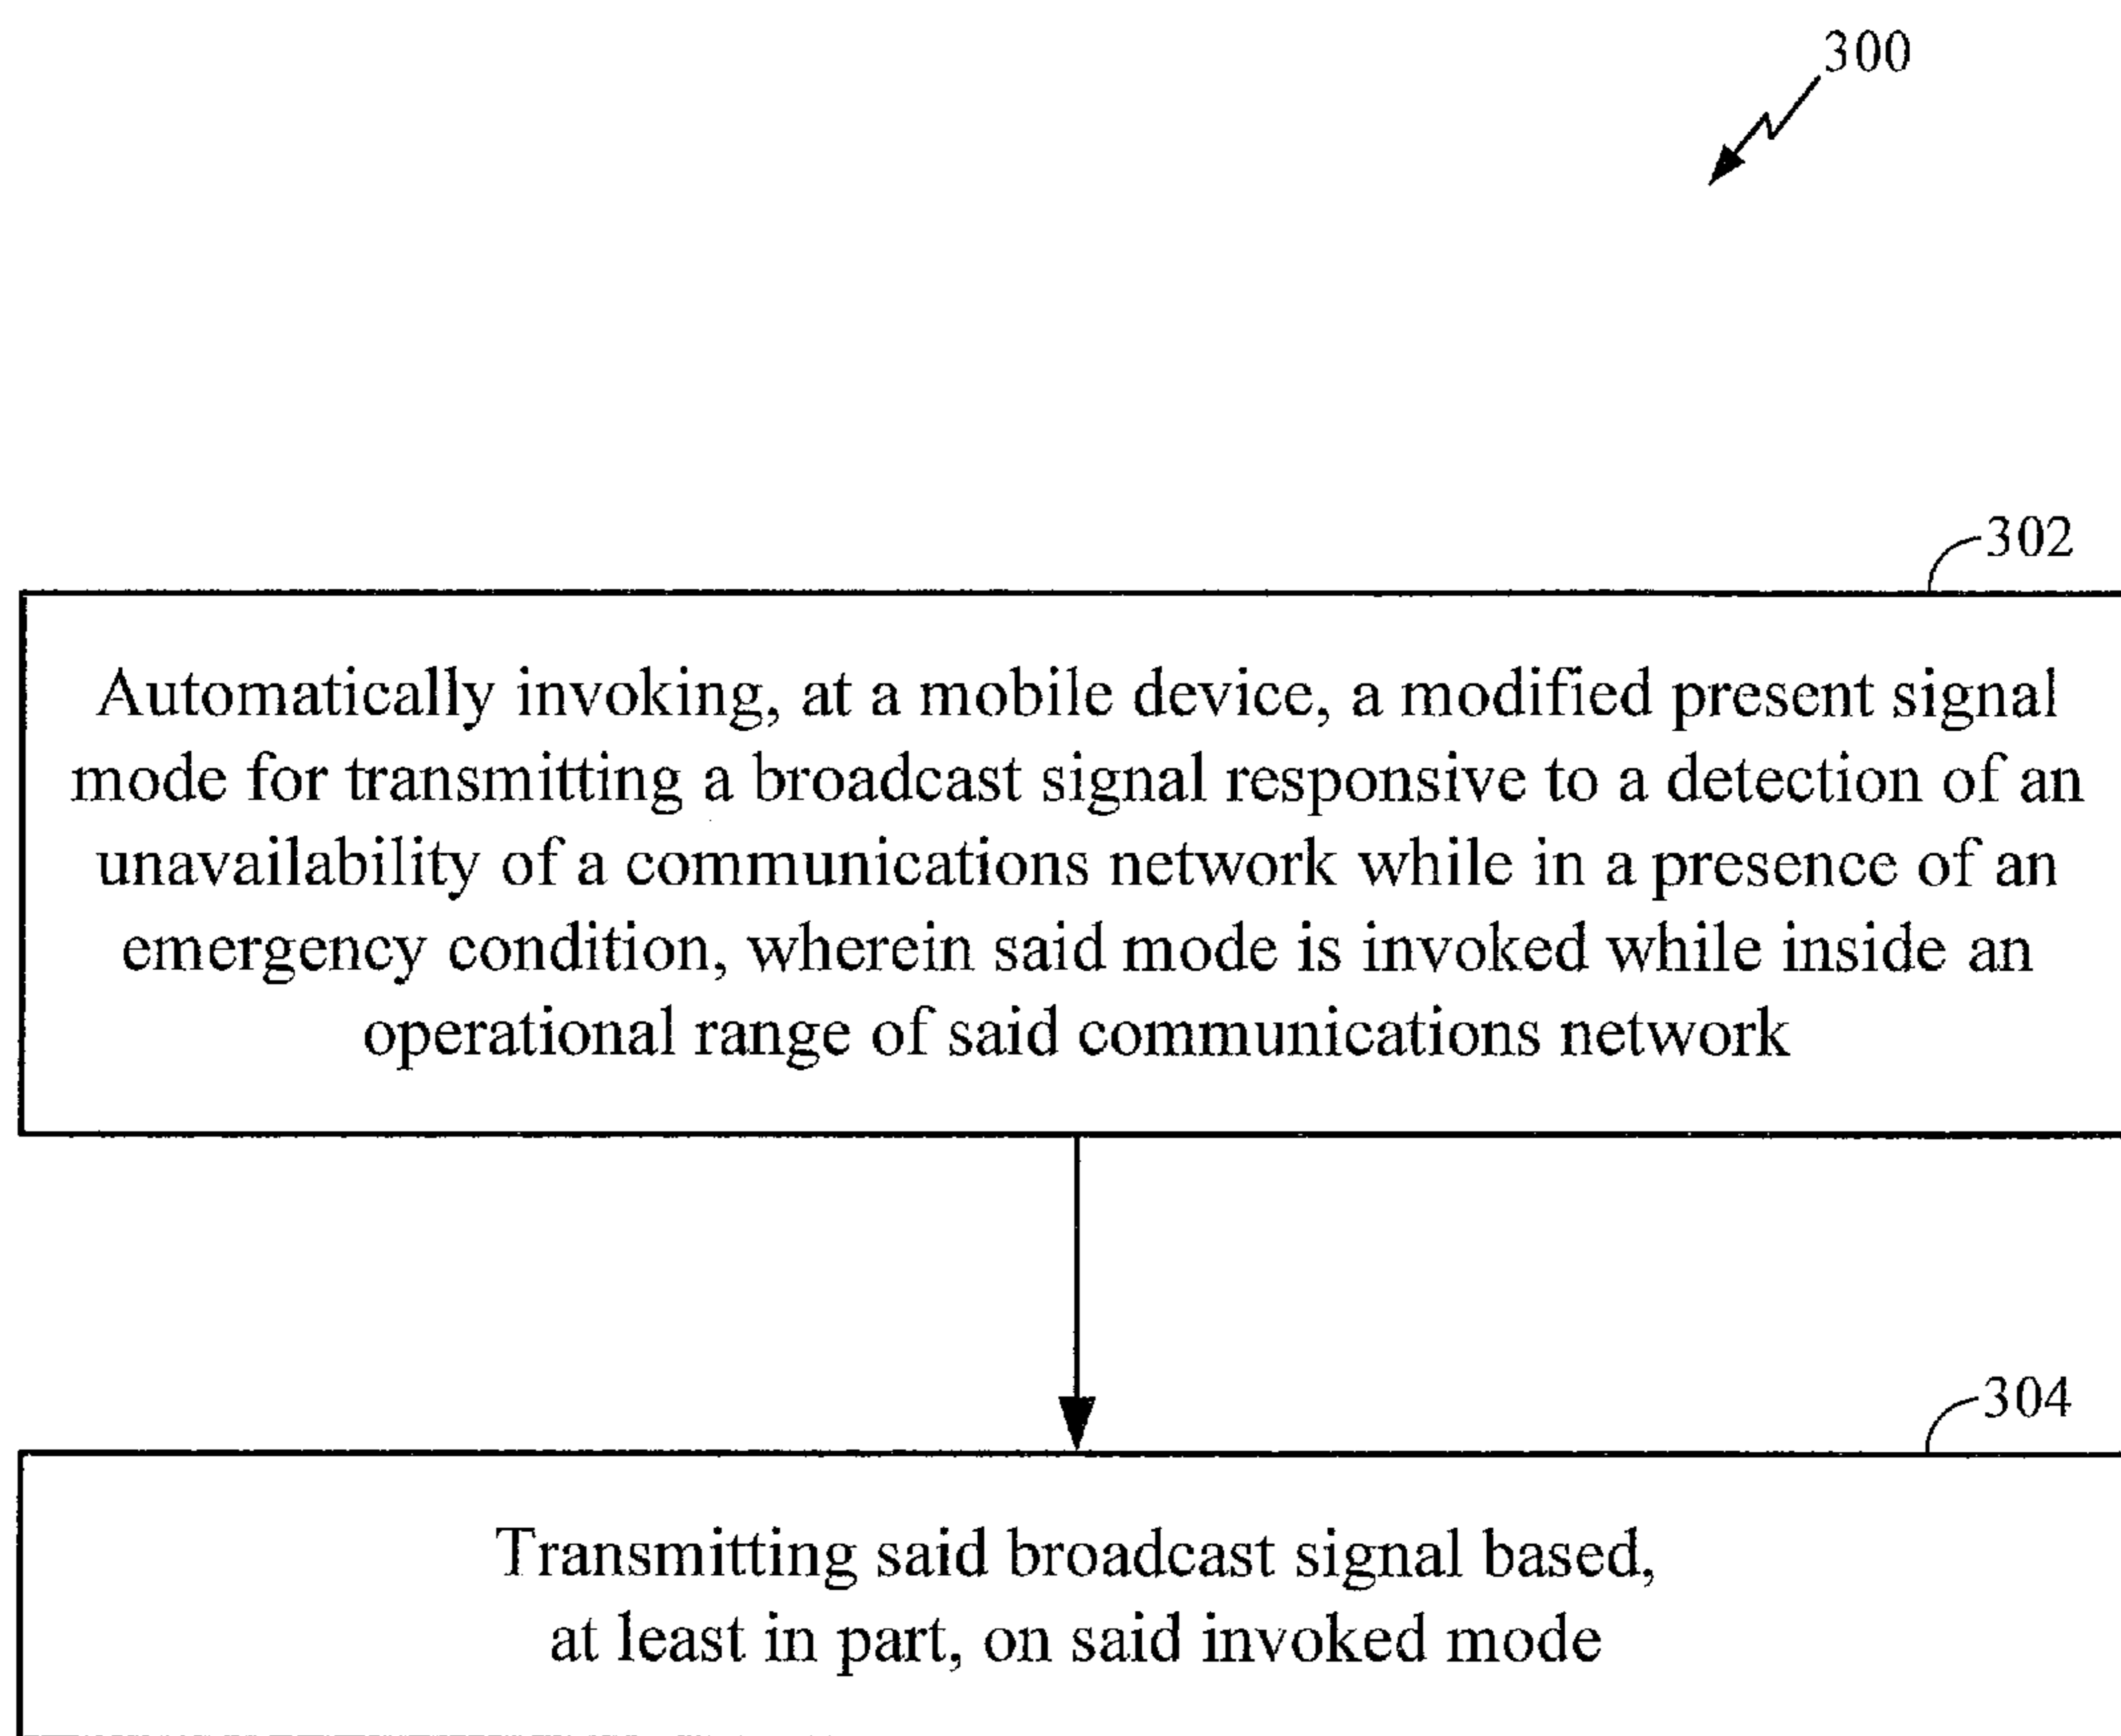 300
302
Automatically invoking, at a mobile device, a modified present signal
mode for transmitting a broadcast signal responsive to a detection of an
unavailability of a communications network while in a presence of an
emergency condition, wherein said mode is invoked while inside an
operational range of said communications network
304
Transmitting said broadcast signal based,
at least in part, on said invoked mode